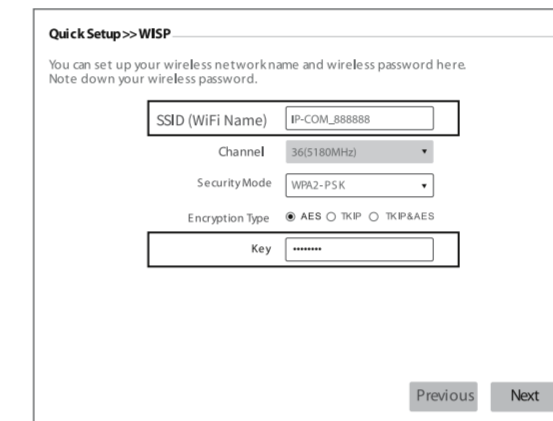 Quick Setup>>WISP
You can set up your wireless network name and wireless password here.
Note down your wireless password.
SSID (WiFi Name) IP-COM_888888
Channel 36(5180MHz)
Security Mode WPA2-PSK
Encryption Type AES TKIP TKIP&AES
Key ••••••••
Previous Next